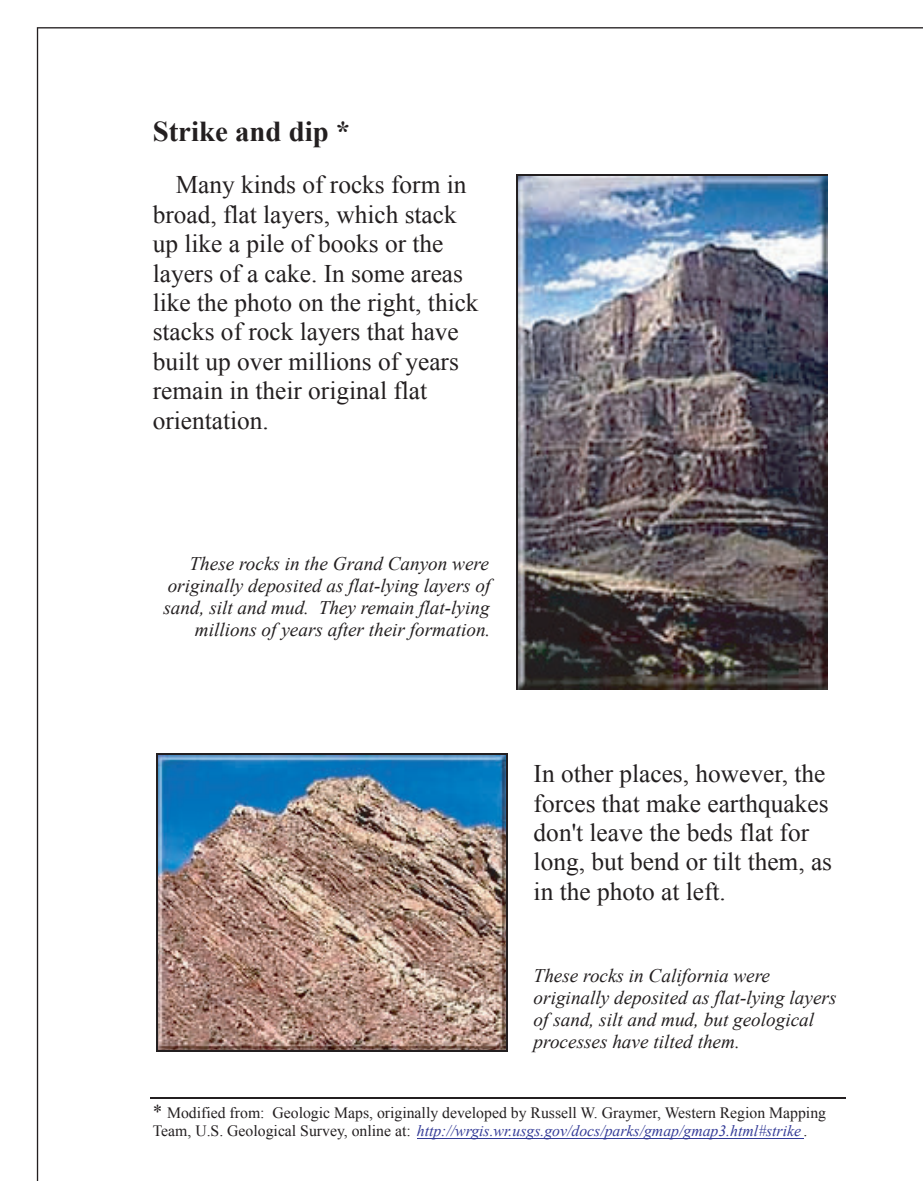 Strike and dip *
Many kinds of rocks form in
broad, flat layers, which stack
up like a pile of books or the
layers of a cake. In some areas
like the photo on the right, thick
stacks of rock layers that have
built up over millions of years
remain in their original flat
orientation.
These rocks in the Grand Canyon were
originally deposited as flat-lying layers of
sand, silt and mud. They remain flat-lying
millions of years after their formation.
In other places, however, the
forces that make earthquakes
don't leave the beds flat for
long, but bend or tilt them, as
in the photo at left.
These rocks in California were
originally deposited as flat-lying layers
of sand, silt and mud, but geological
processes have tilted them.
* Modified from: Geologic Maps, originally developed by Russell W. Graymer, Western Region Mapping
Team, U.S. Geological Survey, online at: http://wrgis.wr.usgs.gov/docs/parks/gmap/gmap3.html#strike .